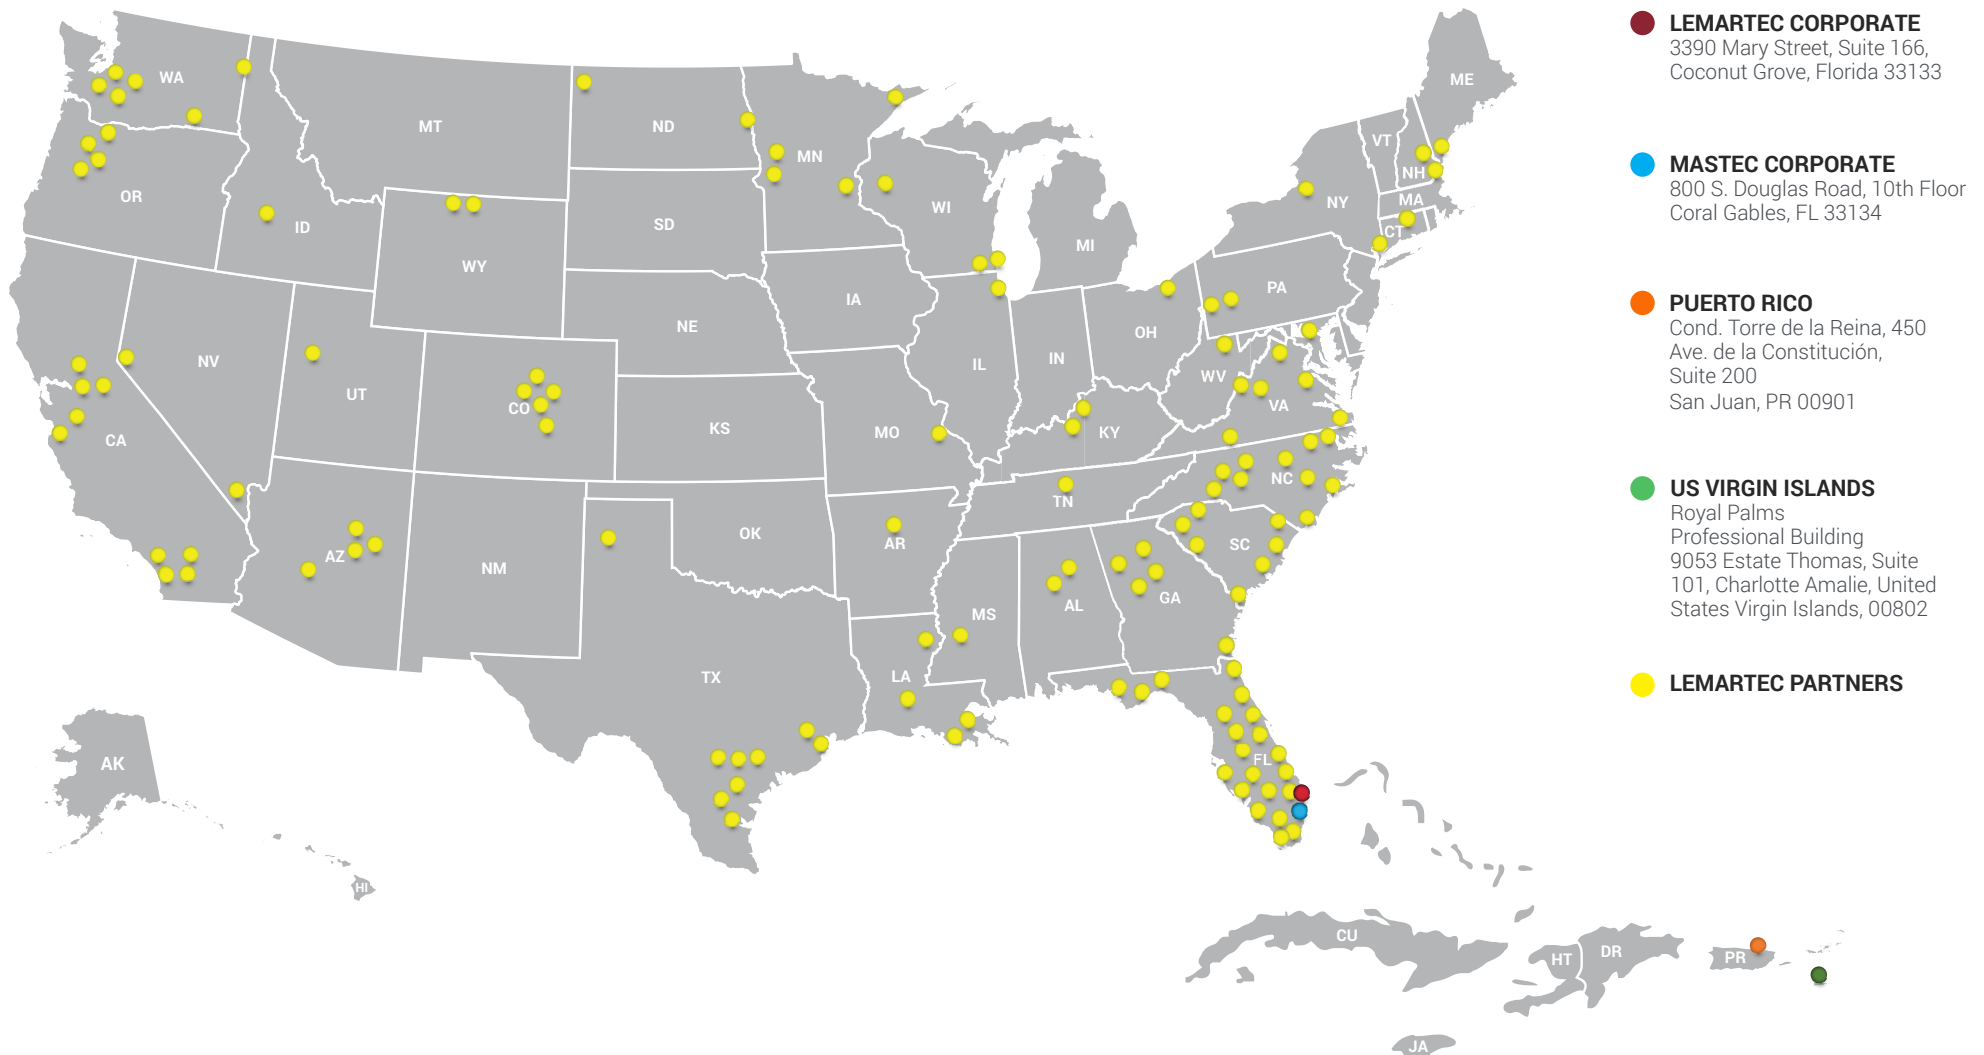 WA
OR
ID
MT
ND
SD
WY
NE
MN
WI
IA
MI
IL
IN
OH
PA
NY
VT
NH
ME
MA
CT
NV
UT
CO
KS
MO
KY
WV
VA
CA
AZ
NM
OK
AR
TN
NC
SC
TX
LA
MS
AL
GA
FL
AK
HI
CU
HT
DR
PR
JA
LEMARTEC CORPORATE
3390 Mary Street, Suite 166,
Coconut Grove, Florida 33133
MASTEC CORPORATE
800 S. Douglas Road, 10th Floor
Coral Gables, FL 33134
PUERTO RICO
Cond. Torre de la Reina, 450
Ave. de la Constitución,
Suite 200
San Juan, PR 00901
US VIRGIN ISLANDS
Royal Palms
Professional Building
9053 Estate Thomas, Suite
101, Charlotte Amalie, United
States Virgin Islands, 00802
LEMARTEC PARTNERS